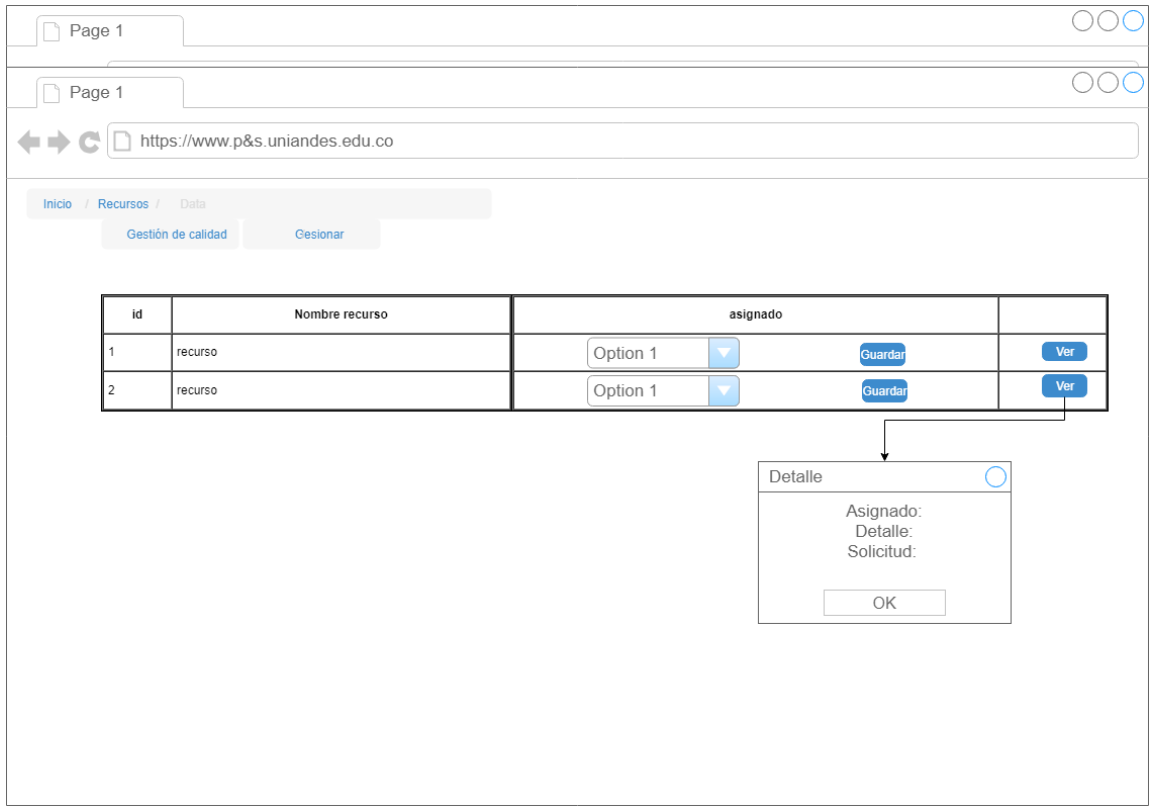 Page 1
Page 1
https://www.p&s.uniandes.edu.co
Inicio / Recursos / Data
Gestión de calidad Gesionar
id Nombre recurso asignado
1 recurso Option 1 Guardar Ver
2 recurso Option 1 Guardar Ver
Detalle
Asignado:
Detalle:
Solicitud:
OK